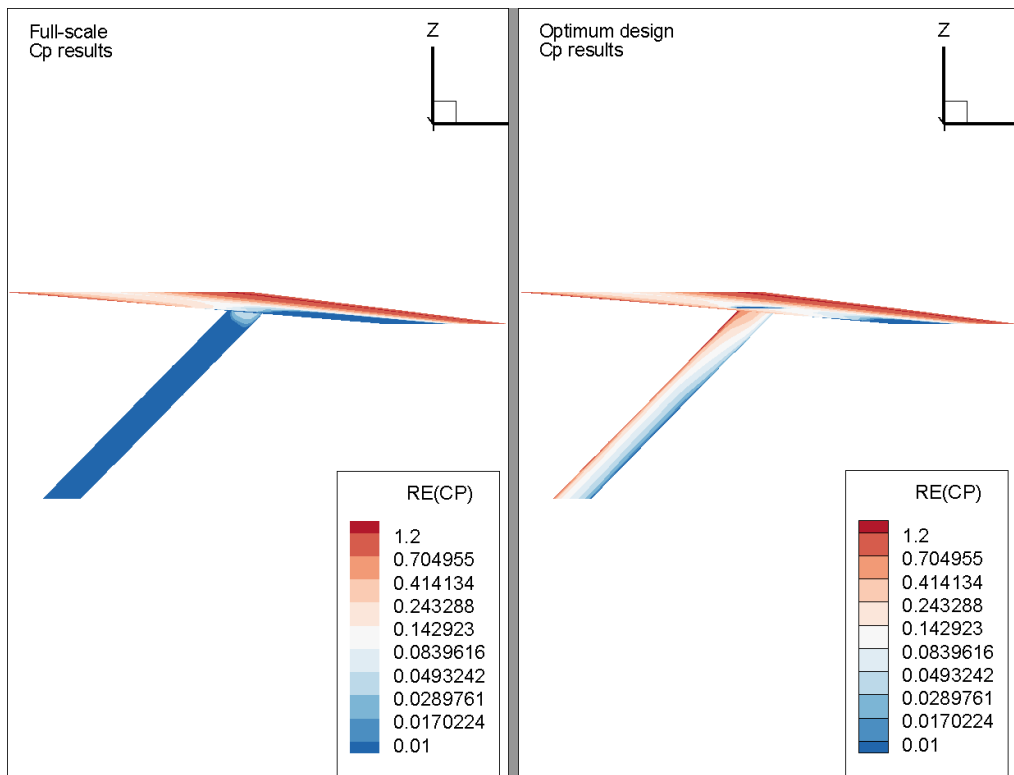 Full-scale
Cp results
Z
Y
RE(CP)
1.2
0.704955
0.414134
0.243288
0.142923
0.0839616
0.0493242
0.0289761
0.0170224
0.01
Optimum design
Cp results
Z
Y
RE(CP)
1.2
0.704955
0.414134
0.243288
0.142923
0.0839616
0.0493242
0.0289761
0.0170224
0.01